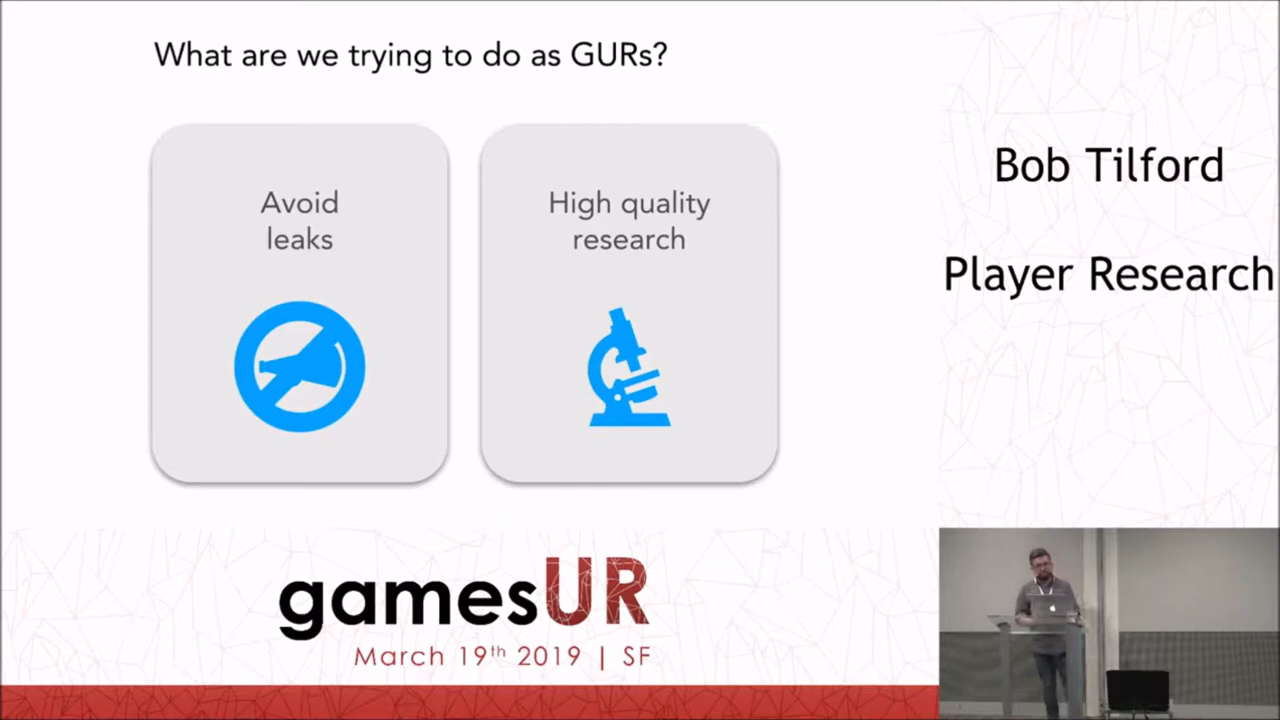 What are we trying to do as GURs?
Avoid
leaks
High quality
research
Bob Tilford
Player Research
gamesUR
March 19th 2019 | SF